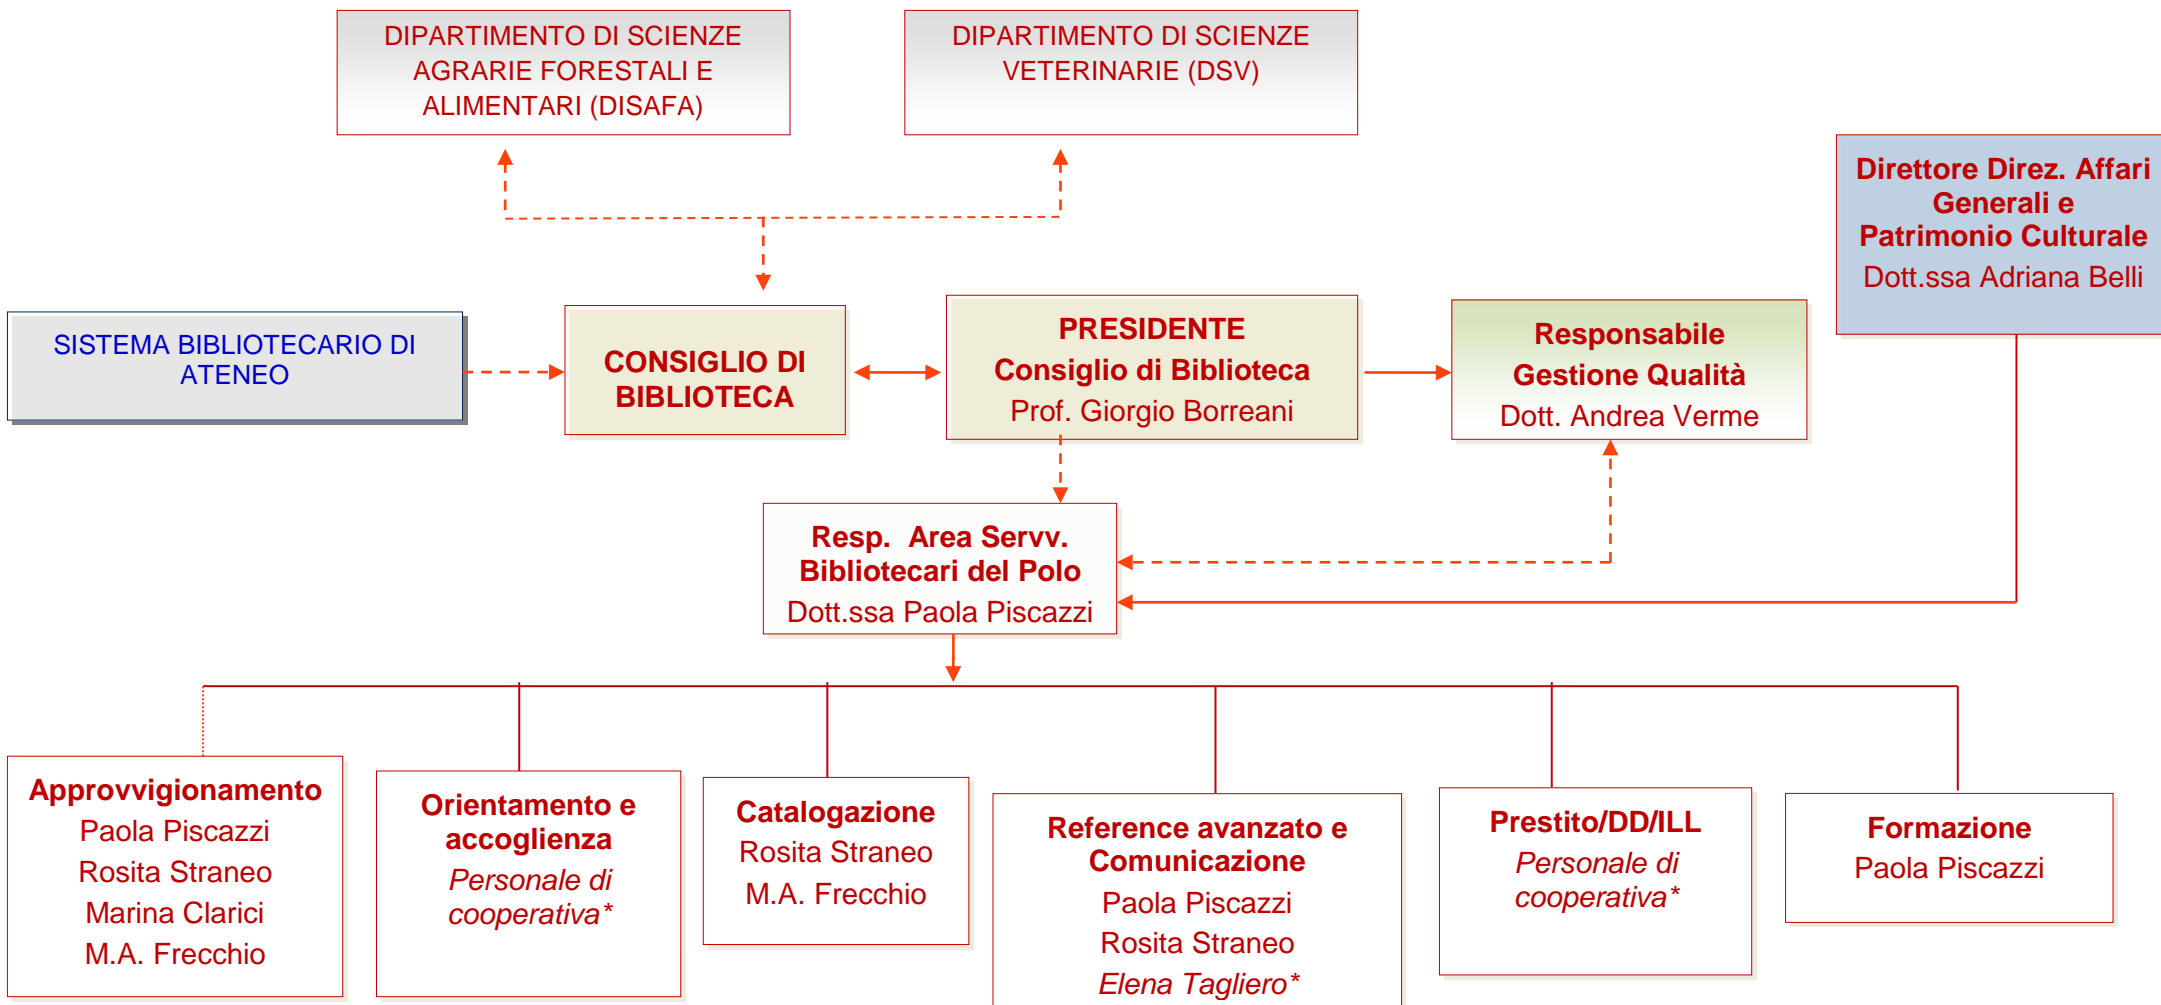 DIPARTIMENTO DI SCIENZE
AGRARIE FORESTALI E
ALIMENTARI (DISAFA)
DIPARTIMENTO DI SCIENZE
VETERINARIE (DSV)
Direttore Direz. Affari
Generali e
Patrimonio Culturale
Dott.ssa Adriana Belli
SISTEMA BIBLIOTECARIO DI
ATENEO
CONSIGLIO DI
BIBLIOTECA
PRESIDENTE
Consiglio di Biblioteca
Prof. Giorgio Borreani
Responsabile
Gestione Qualità
Dott. Andrea Verme
Resp. Area Servv.
Bibliotecari del Polo
Dott.ssa Paola Piscazzi
Approvvigionamento
Paola Piscazzi
Rosita Straneo
Marina Clarici
M.A. Frecchio
Orientamento e
accoglienza
Personale di
cooperativa*
Catalogazione
Rosita Straneo
M.A. Frecchio
Reference avanzato e
Comunicazione
Paola Piscazzi
Rosita Straneo
Elena Tagliero*
Prestito/DD/ILL
Personale di
cooperativa*
Formazione
Paola Piscazzi